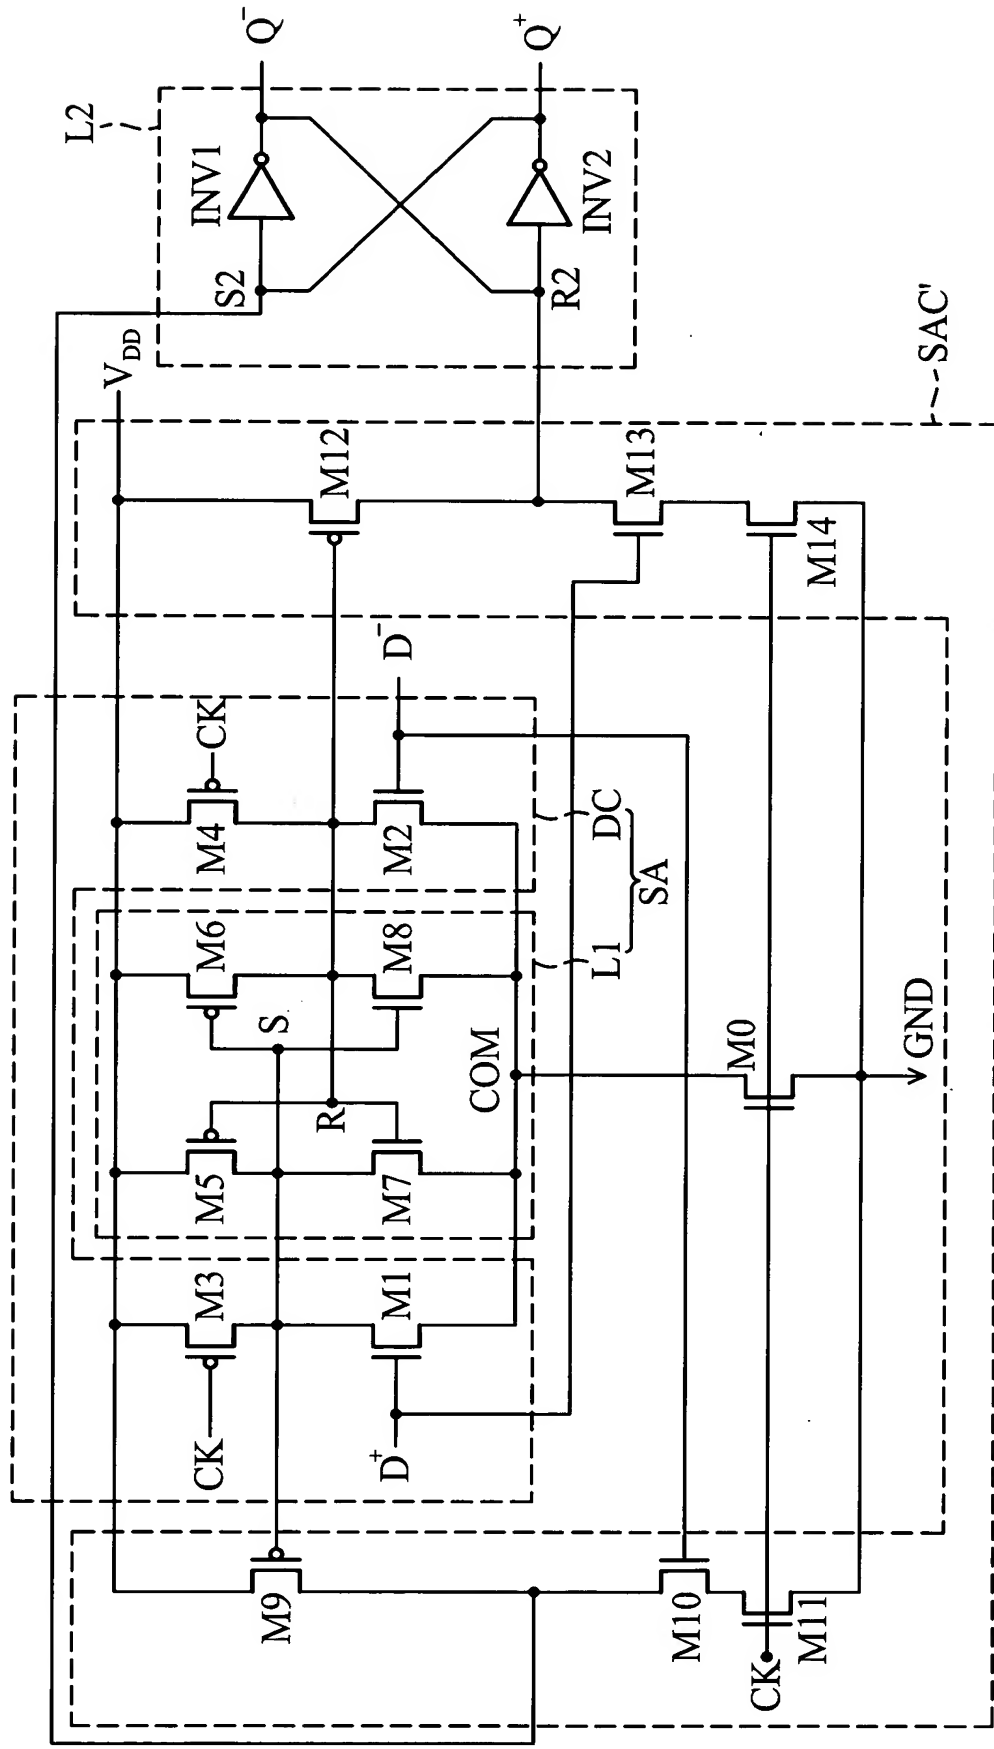 L2
Q⁻
Q⁺
INV1
INV2
S2
R2
V_DD
SAC'
M12
M13
M14
D⁻
CK
M4
M2
DC
L1
SA
M6
M8
S
R
COM
M0
GND
M5
M7
M3
M1
CK
D⁺
M9
M10
M11
CK